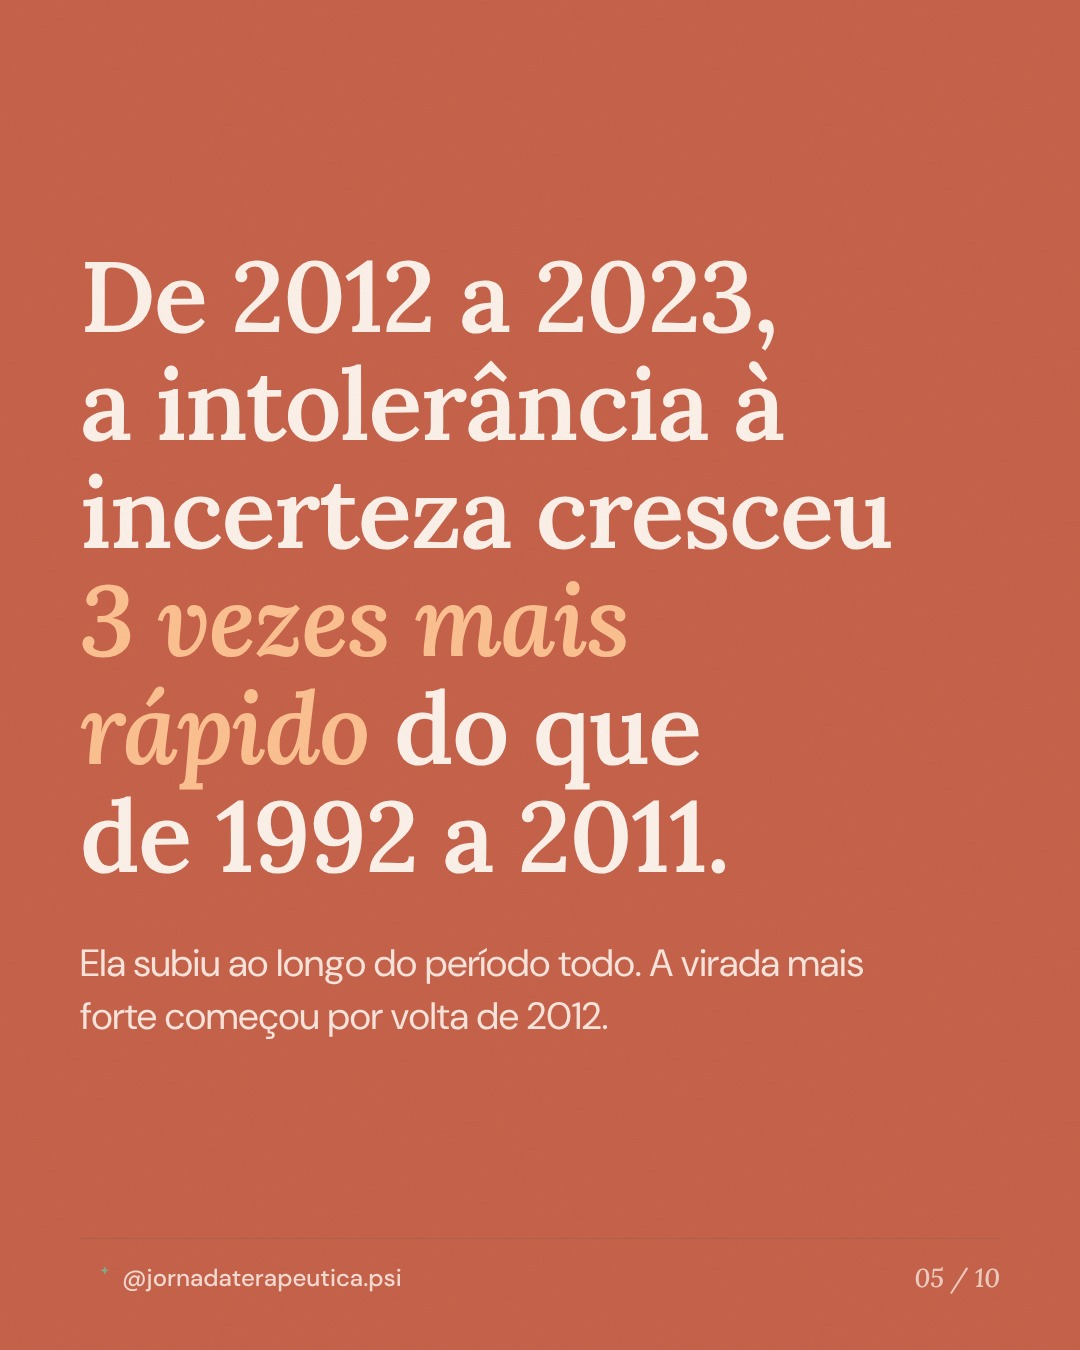 De 2012 a 2023,
a intolerância à
incerteza cresceu
3 vezes mais
rápido do que
de 1992 a 2011.
Ela subiu ao longo do período todo. A virada mais
forte começou por volta de 2012.
@jornadaterapeutica.psi
05 / 10